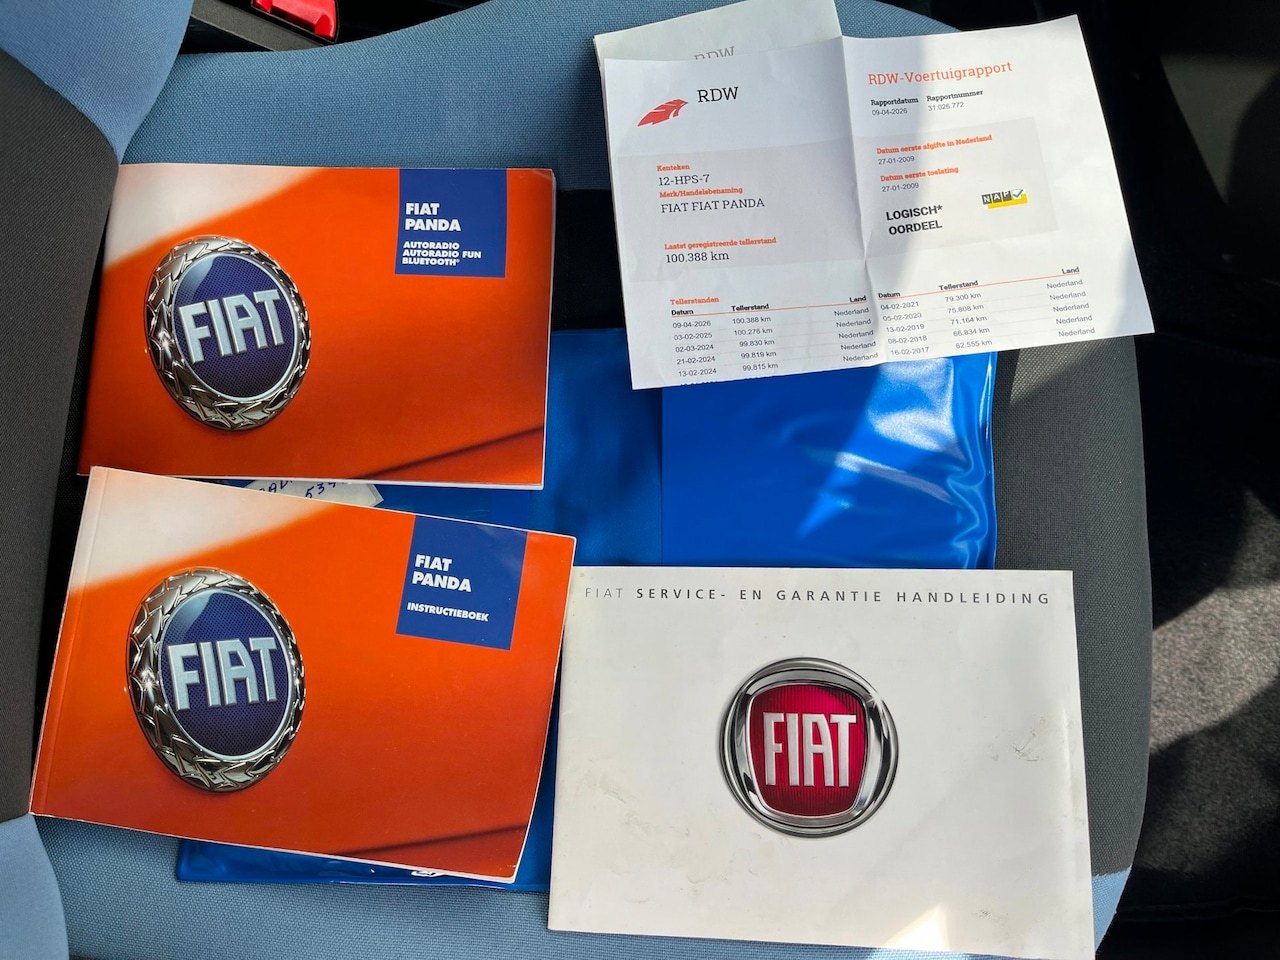 FIAT
PANDA
AUTORADIO
AUTORADIO FUN
BLUETOOTH®
FIAT
FIAT
PANDA
INSTRUCTIEBOEK
FIAT
RDW
RDW
Kenteken
12-HPS-7
Merk/Handelsbenaming
FIAT FIAT PANDA
Laatst geregistreerde tellerstand
100.388 km
Tellerstanden
Datum Tellerstand Land
09-04-2026 100.388 km Nederland
03-02-2025 100.276 km Nederland
02-03-2024 99.830 km Nederland
21-02-2024 99.819 km Nederland
13-02-2024 99.815 km Nederland
RDW-Voertuigrapport
Rapportdatum Rapportnummer
09-04-2026 31.026.772
Datum eerste afgifte in Nederland
27-01-2009
Datum eerste toelating
27-01-2009
LOGISCH*
OORDEEL
NAP
Datum Tellerstand Land
04-02-2021 79.300 km Nederland
05-02-2020 75.808 km Nederland
13-02-2019 71.164 km Nederland
08-02-2018 66.834 km Nederland
16-02-2017 62.555 km Nederland
FIAT SERVICE- EN GARANTIE HANDLEIDING
FIAT